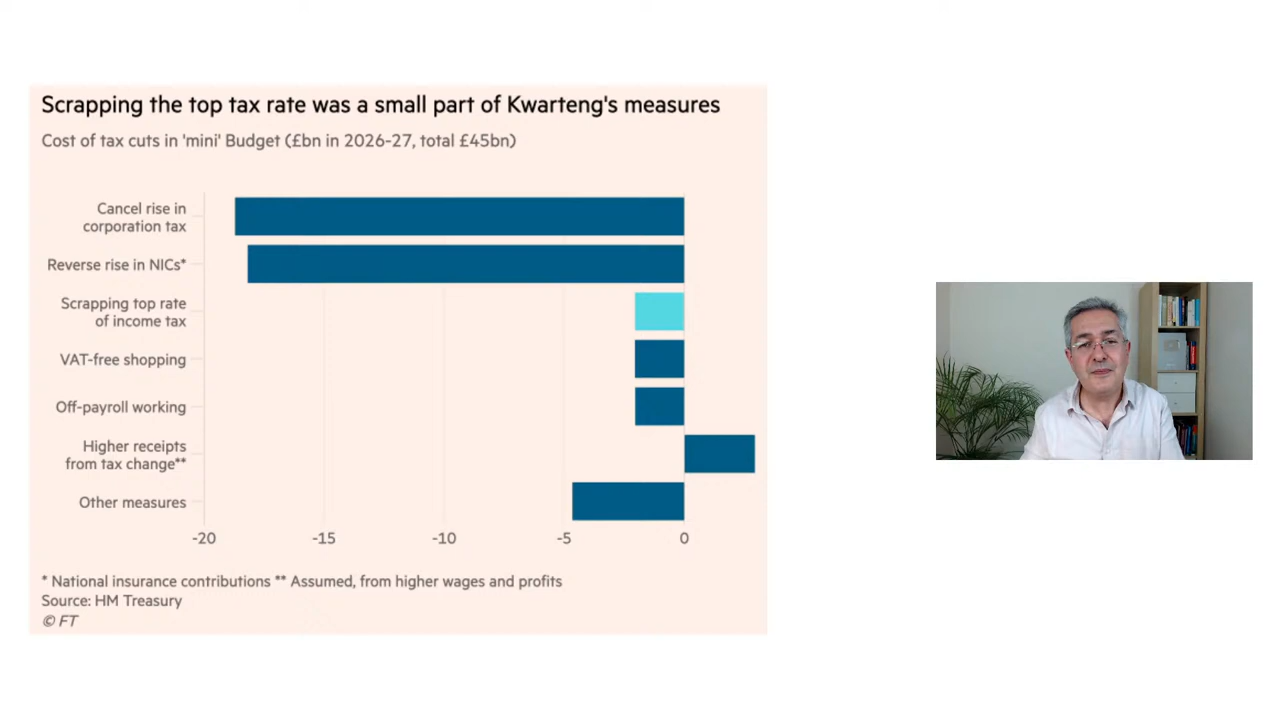 Scrapping the top tax rate was a small part of Kwarteng's measures
Cost of tax cuts in 'mini' Budget (£bn in 2026-27, total £45bn)
Cancel rise in
corporation tax
Reverse rise in NICs*
Scrapping top rate
of income tax
VAT-free shopping
Off-payroll working
Higher receipts
from tax change**
Other measures
-20 -15 -10 -5 0
* National insurance contributions ** Assumed, from higher wages and profits
Source: HM Treasury
© FT